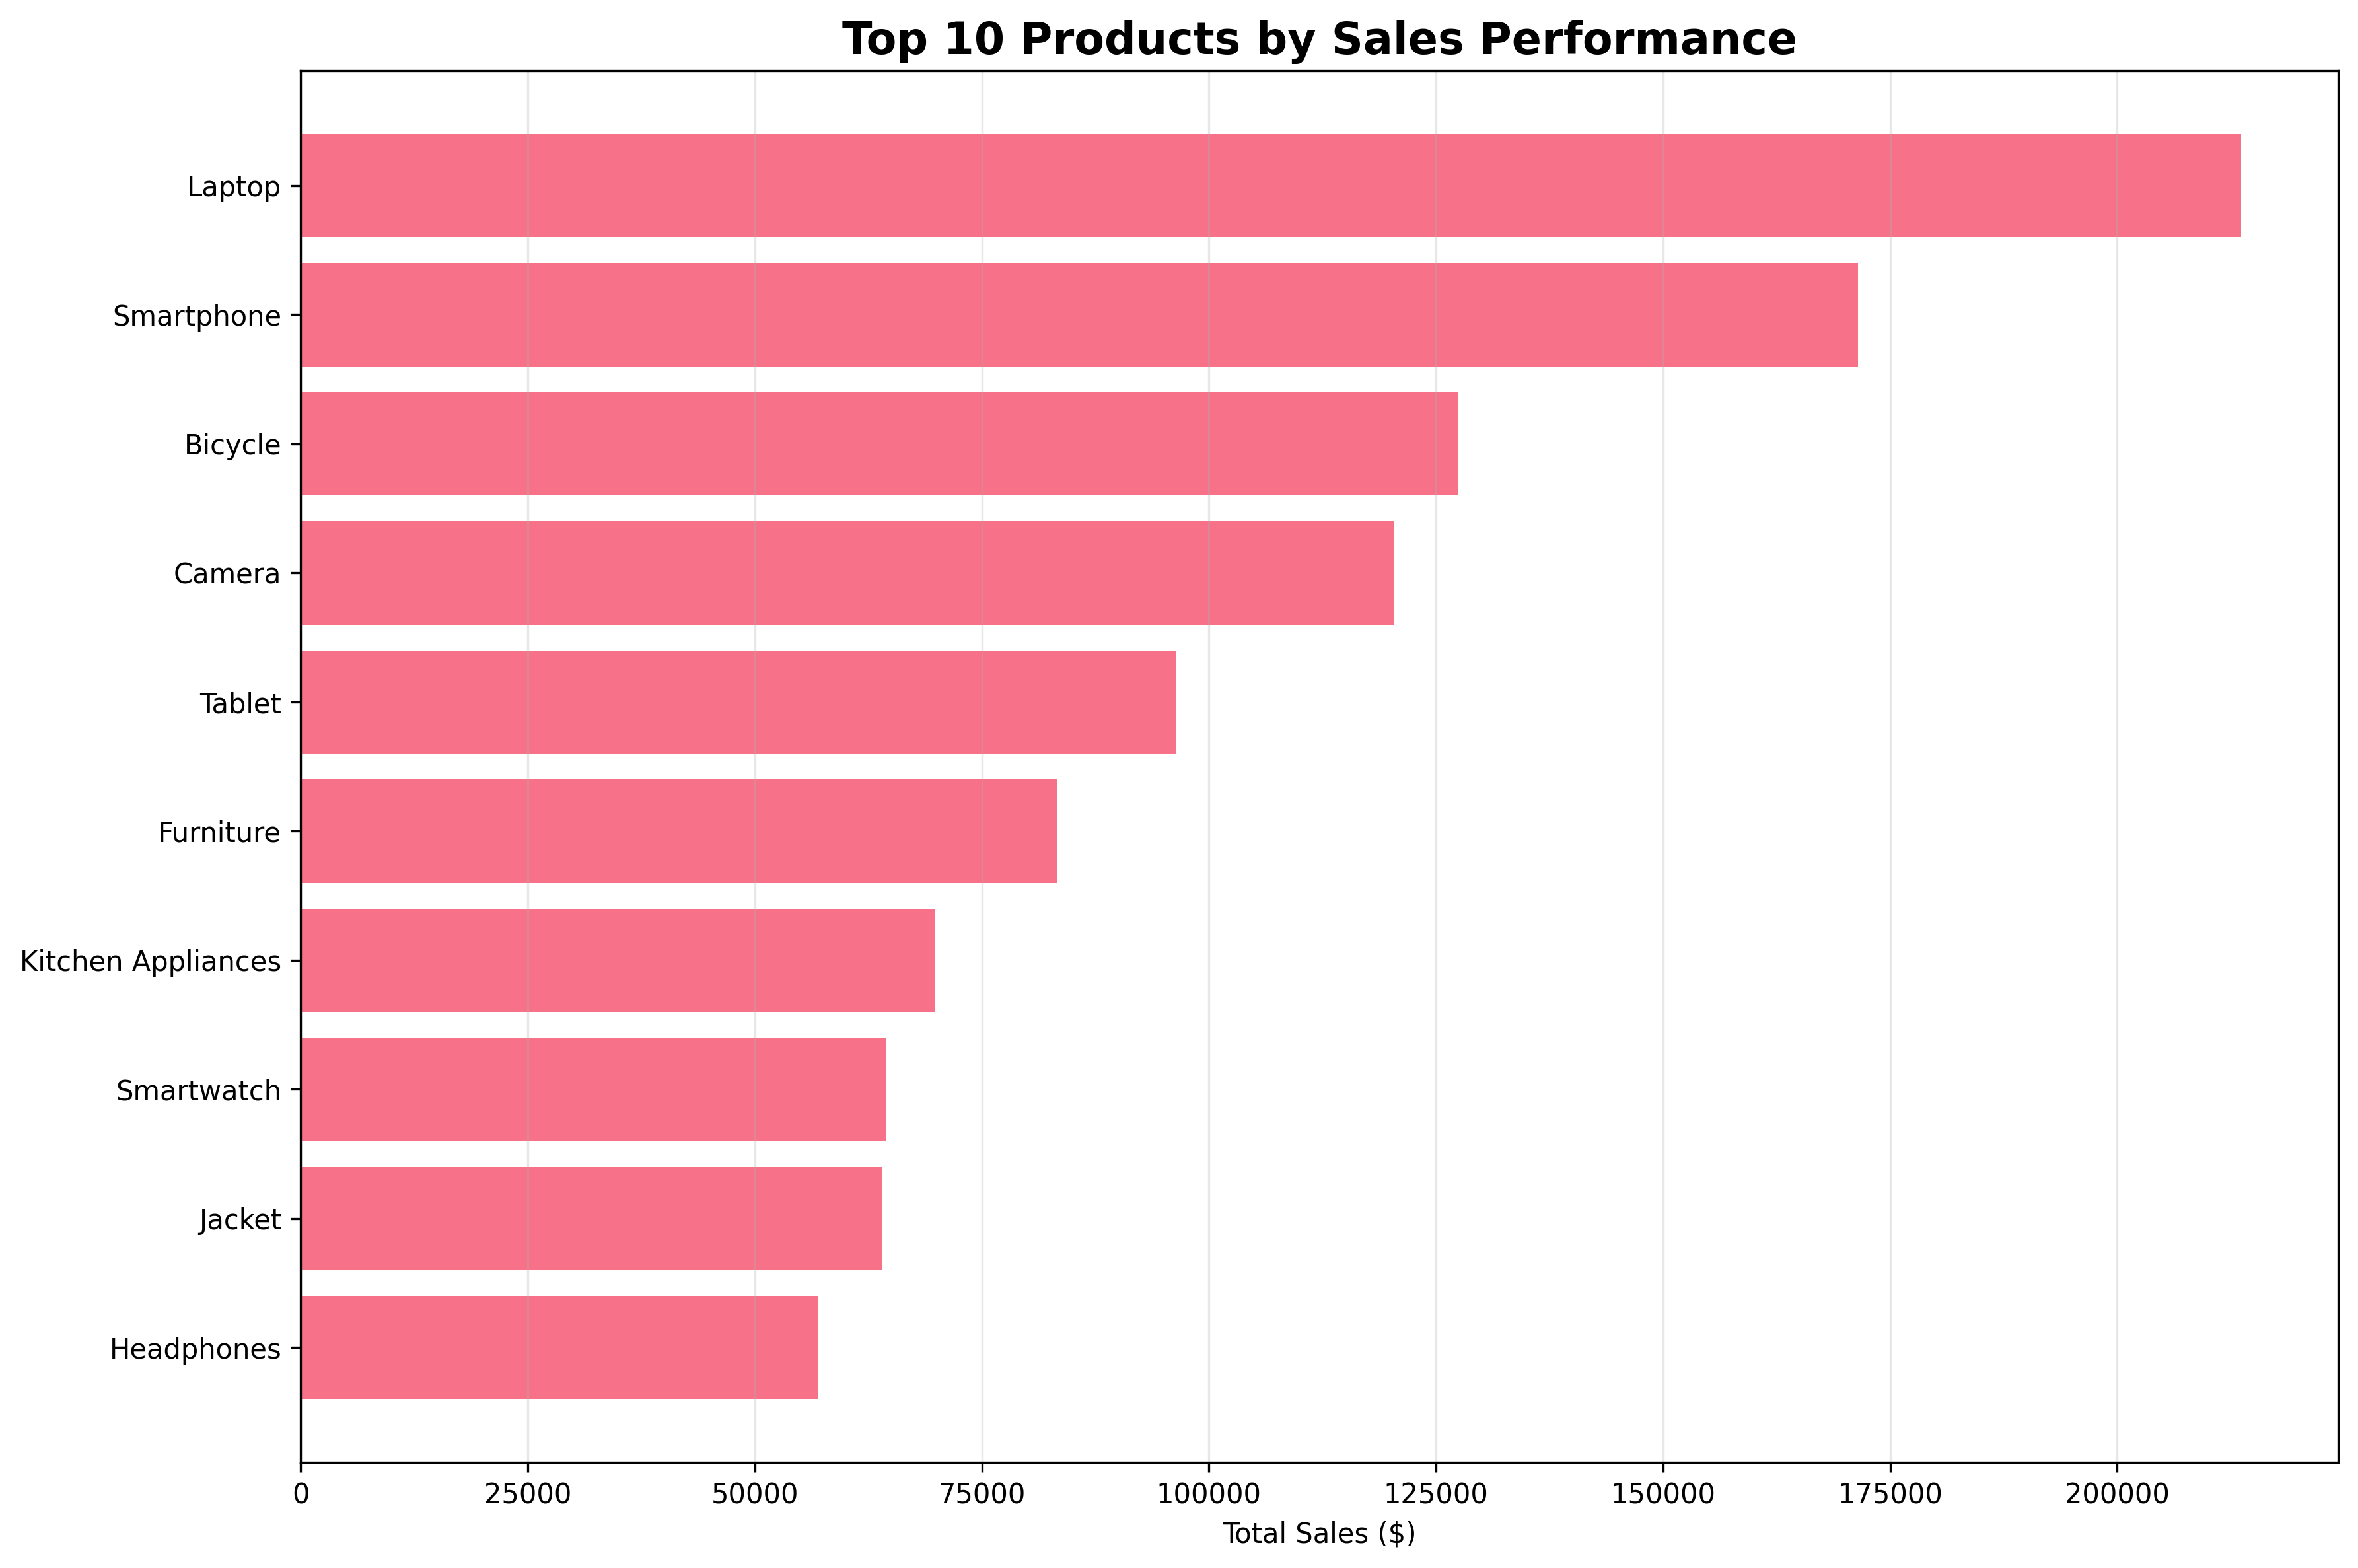 Top 10 Products by Sales Performance
Laptop
Smartphone
Bicycle
Camera
Tablet
Furniture
Kitchen Appliances
Smartwatch
Jacket
Headphones
0 25000 50000 75000 100000 125000 150000 175000 200000
Total Sales ($)